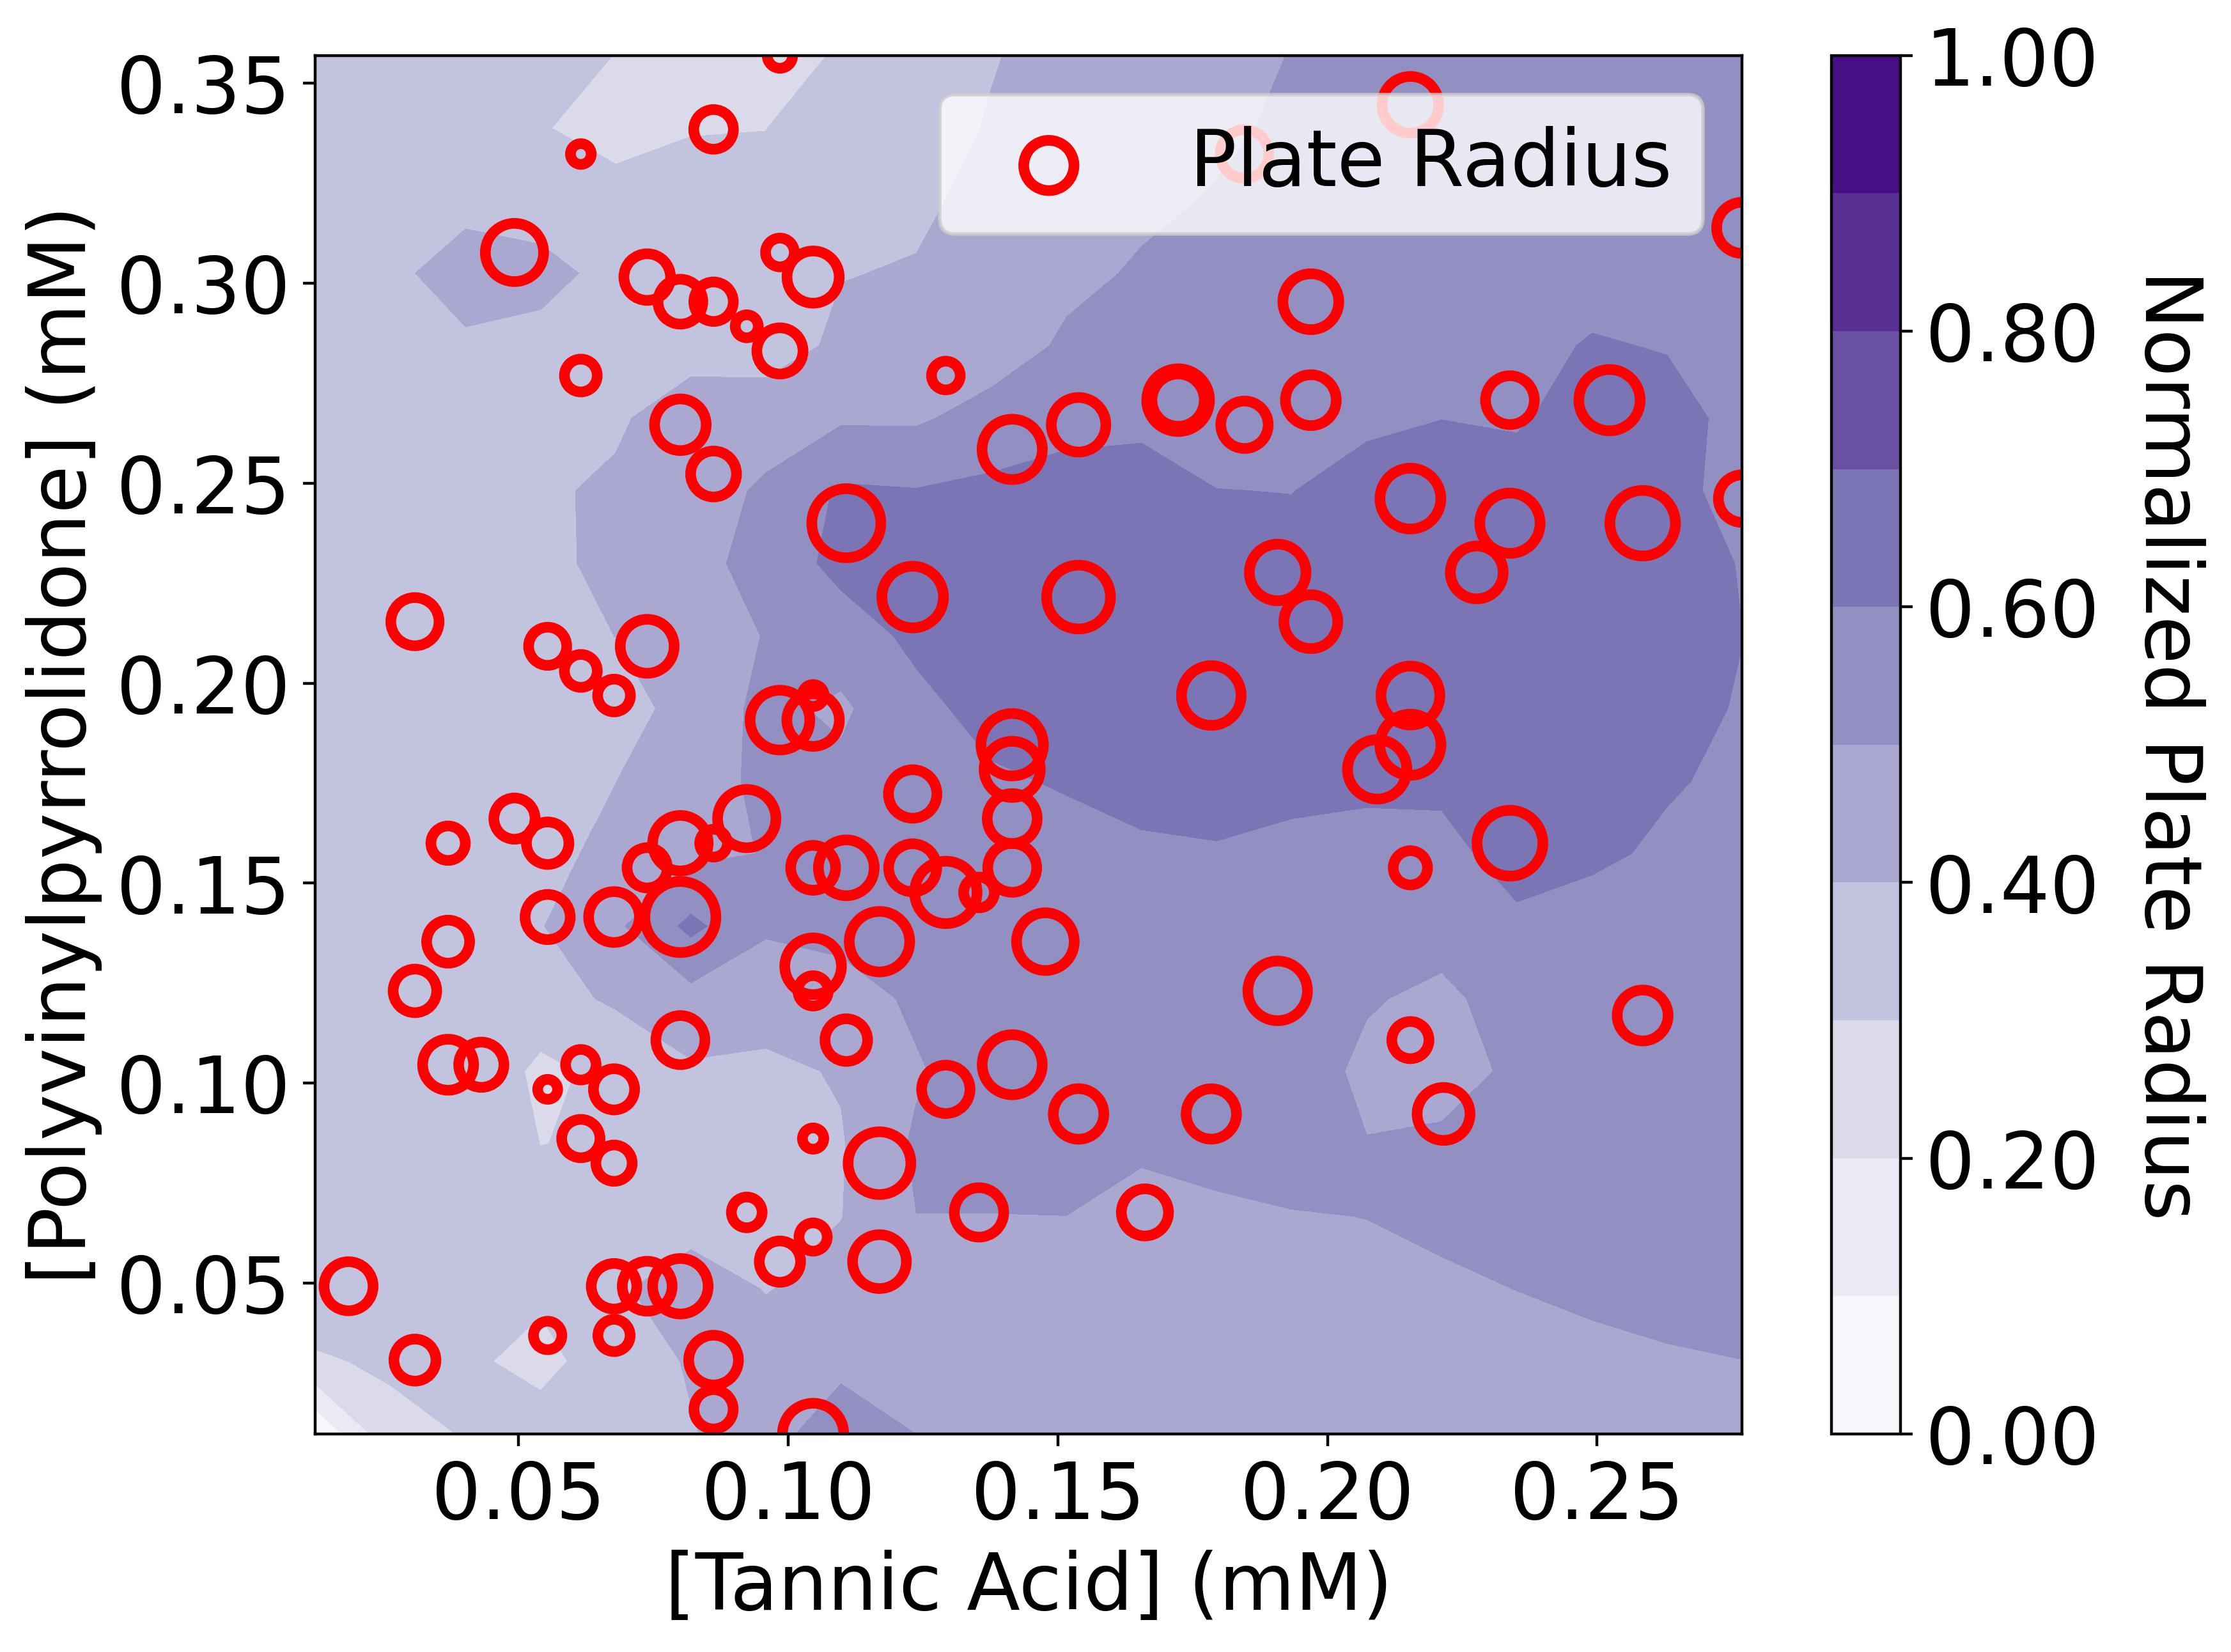 [Polyvinylpyrrolidone] (mM)
0.35
0.30
0.25
0.20
0.15
0.10
0.05
Plate Radius
0.05 0.10 0.15 0.20 0.25
[Tannic Acid] (mM)
1.00
0.80
0.60
0.40
0.20
0.00
Normalized Plate Radius